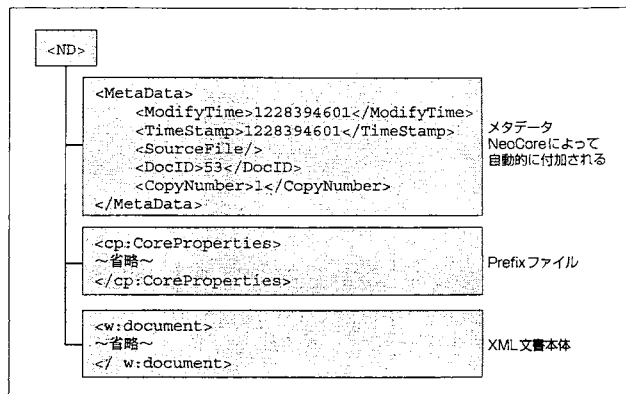 <ND>
<MetaData>
<ModifyTime>1228394601</ModifyTime>
<TimeStamp>1228394601</TimeStamp>
<SourceFile/>
<DocID>53</DocID>
<CopyNumber>1</CopyNumber>
</MetaData>
メタデータ
NeoCoreによって
自動的に付加される
<cp:CoreProperties>
～省略～
</cp:CoreProperties>
Prefixファイル
<w:document>
～省略～
</ w:document>
XML文書本体